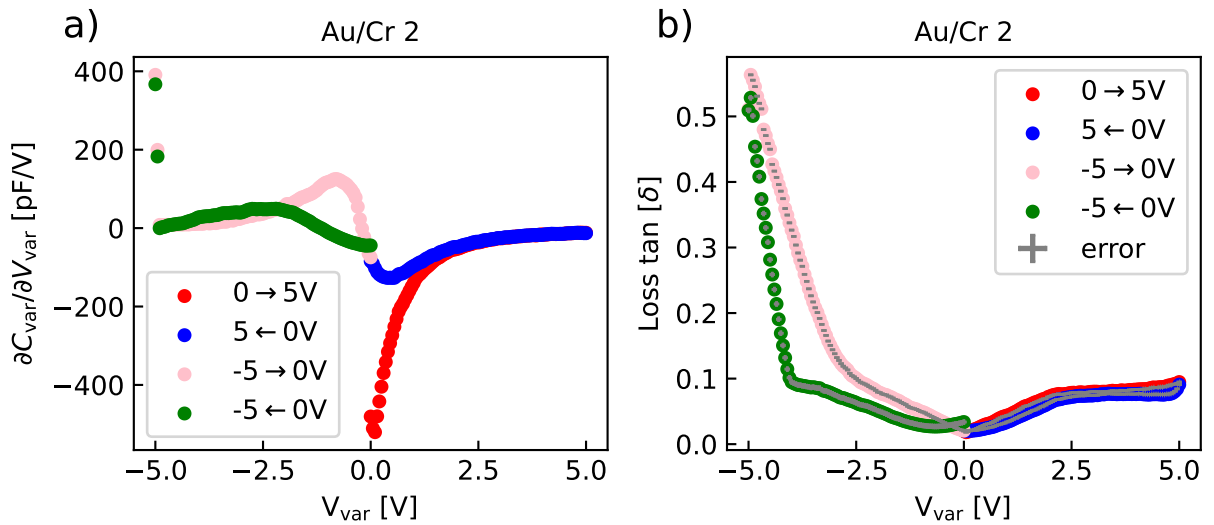 a)
Au/Cr 2
∂C_var/∂V_var [pF/V]
400
200
0
−200
−400
0→5V
5←0V
-5→0V
-5←0V
−5.0
−2.5
0.0
2.5
5.0
V_var [V]
b)
Au/Cr 2
Loss tan [δ]
0.5
0.4
0.3
0.2
0.1
0.0
0→5V
5←0V
-5→0V
-5←0V
error
−5.0
−2.5
0.0
2.5
5.0
V_var [V]